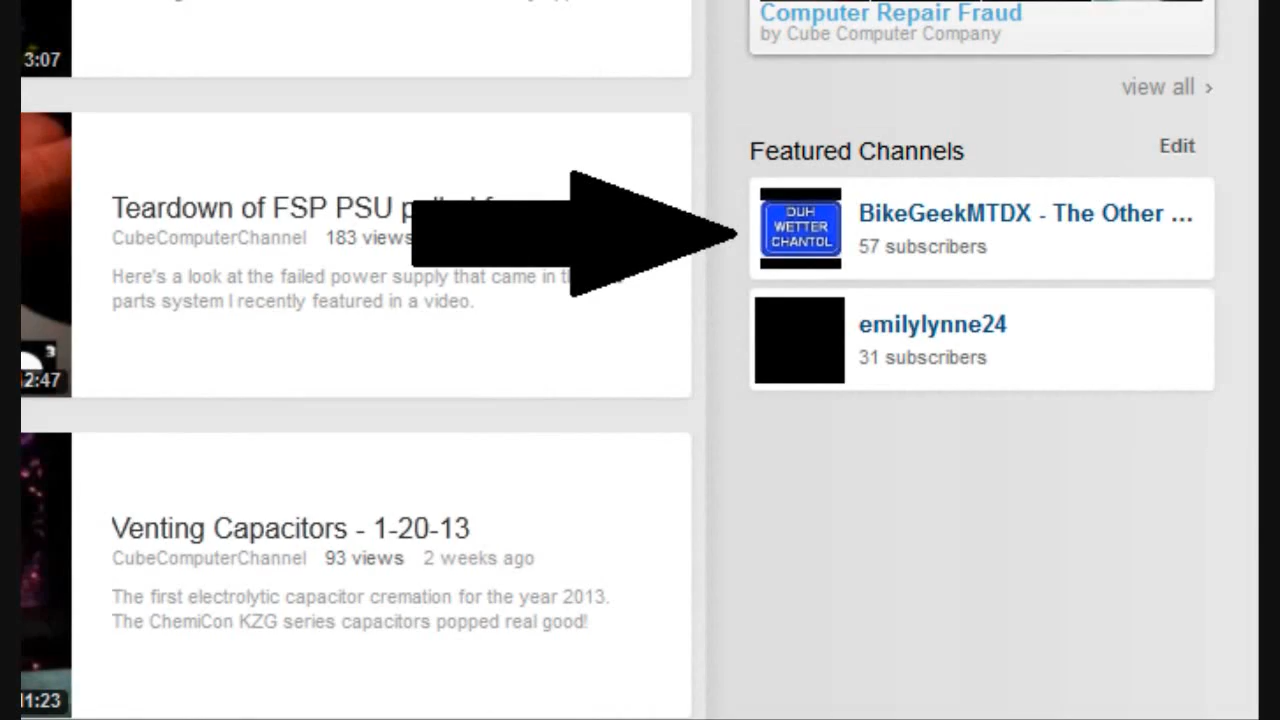 3:07
Computer Repair Fraud
by Cube Computer Company
view all ›
Featured Channels
Edit
Teardown of FSP PSU
CubeComputerChannel 183 views
Here's a look at the failed power supply that came in
parts system I recently featured in a video.
3
2:47
DUH
WETTER
CHANTOL
BikeGeekMTDX - The Other ...
57 subscribers
emilylynne24
31 subscribers
Venting Capacitors - 1-20-13
CubeComputerChannel 93 views 2 weeks ago
The first electrolytic capacitor cremation for the year 2013.
The ChemiCon KZG series capacitors popped real good!
11:23